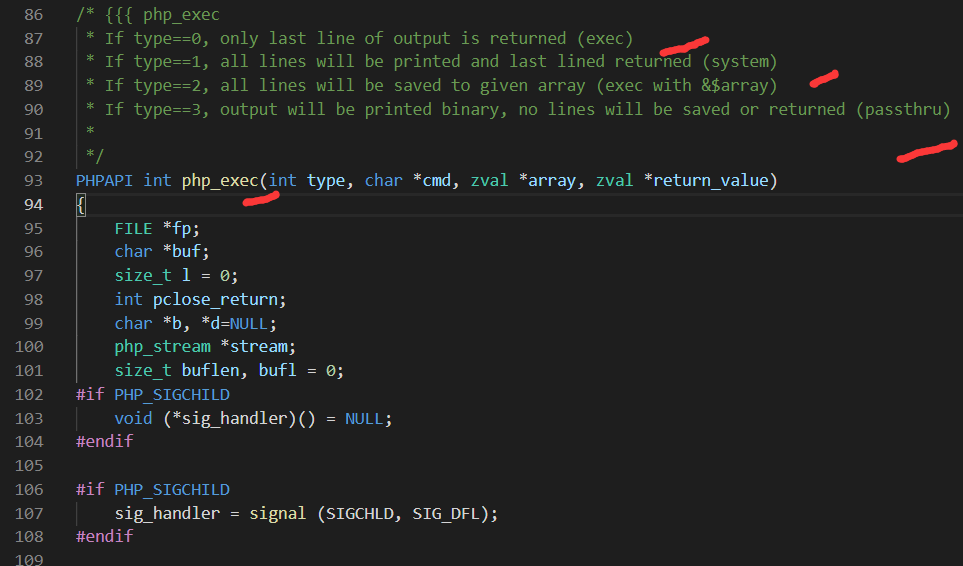 86 /* {{{ php_exec
87 * If type==0, only last line of output is returned (exec)
88 * If type==1, all lines will be printed and last lined returned (system)
89 * If type==2, all lines will be saved to given array (exec with &$array)
90 * If type==3, output will be printed binary, no lines will be saved or returned (passthru)
91 *
92 */
93 PHPAPI int php_exec(int type, char *cmd, zval *array, zval *return_value)
94 {
95 FILE *fp;
96 char *buf;
97 size_t l = 0;
98 int pclose_return;
99 char *b, *d=NULL;
100 php_stream *stream;
101 size_t buflen, bufl = 0;
102 #if PHP_SIGCHILD
103 void (*sig_handler)() = NULL;
104 #endif
105
106 #if PHP_SIGCHILD
107 sig_handler = signal (SIGCHLD, SIG_DFL);
108 #endif
109